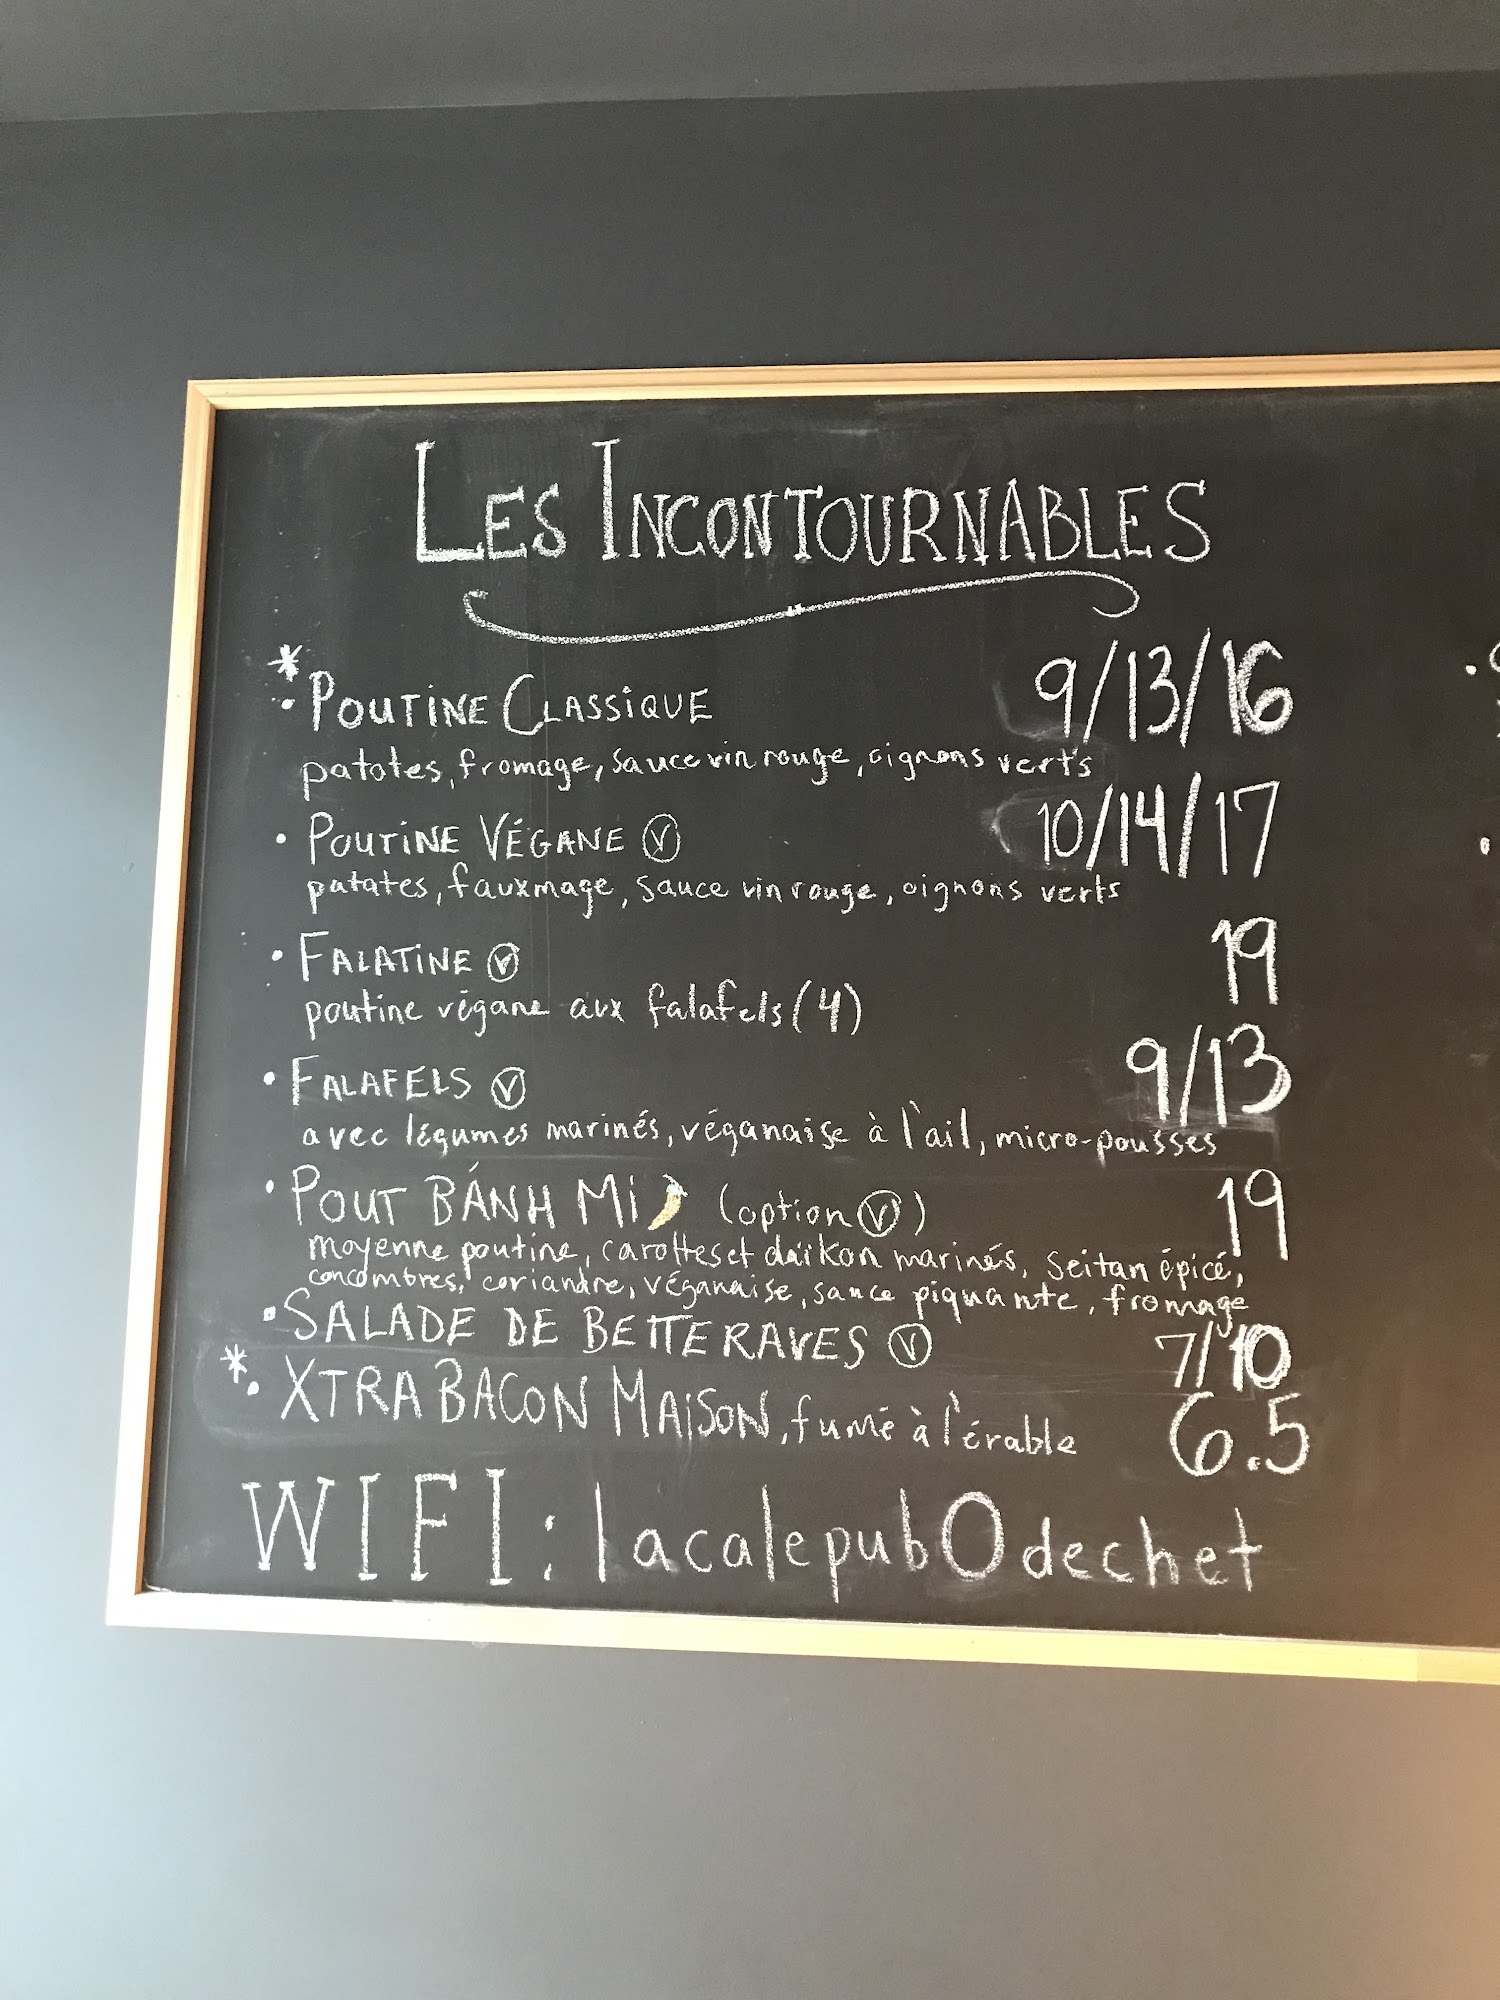 LES INCONTOURNABLES
* • POUTINE CLASSIQUE 9/13/16
patates, fromage, sauce vin rouge, oignons verts
• POUTINE VÉGANE Ⓥ 10/14/17
patates, fauxmage, sauce vin rouge, oignons verts
• FALATINE Ⓥ 19
poutine végane aux falafels (4)
• FALAFELS Ⓥ 9/13
avec légumes marinés, véganaise à l'ail, micro-pousses
• POUT BÁNH MI (option Ⓥ) 19
moyenne poutine, carottes et daïkon marinés, seitan épicé,
concombres, coriandre, véganaise, sauce piquante, fromage
• SALADE DE BETTERAVES Ⓥ 7/10
* • XTRA BACON MAISON, fumé à l'érable 6.5
WIFI: lacalepub0dechet